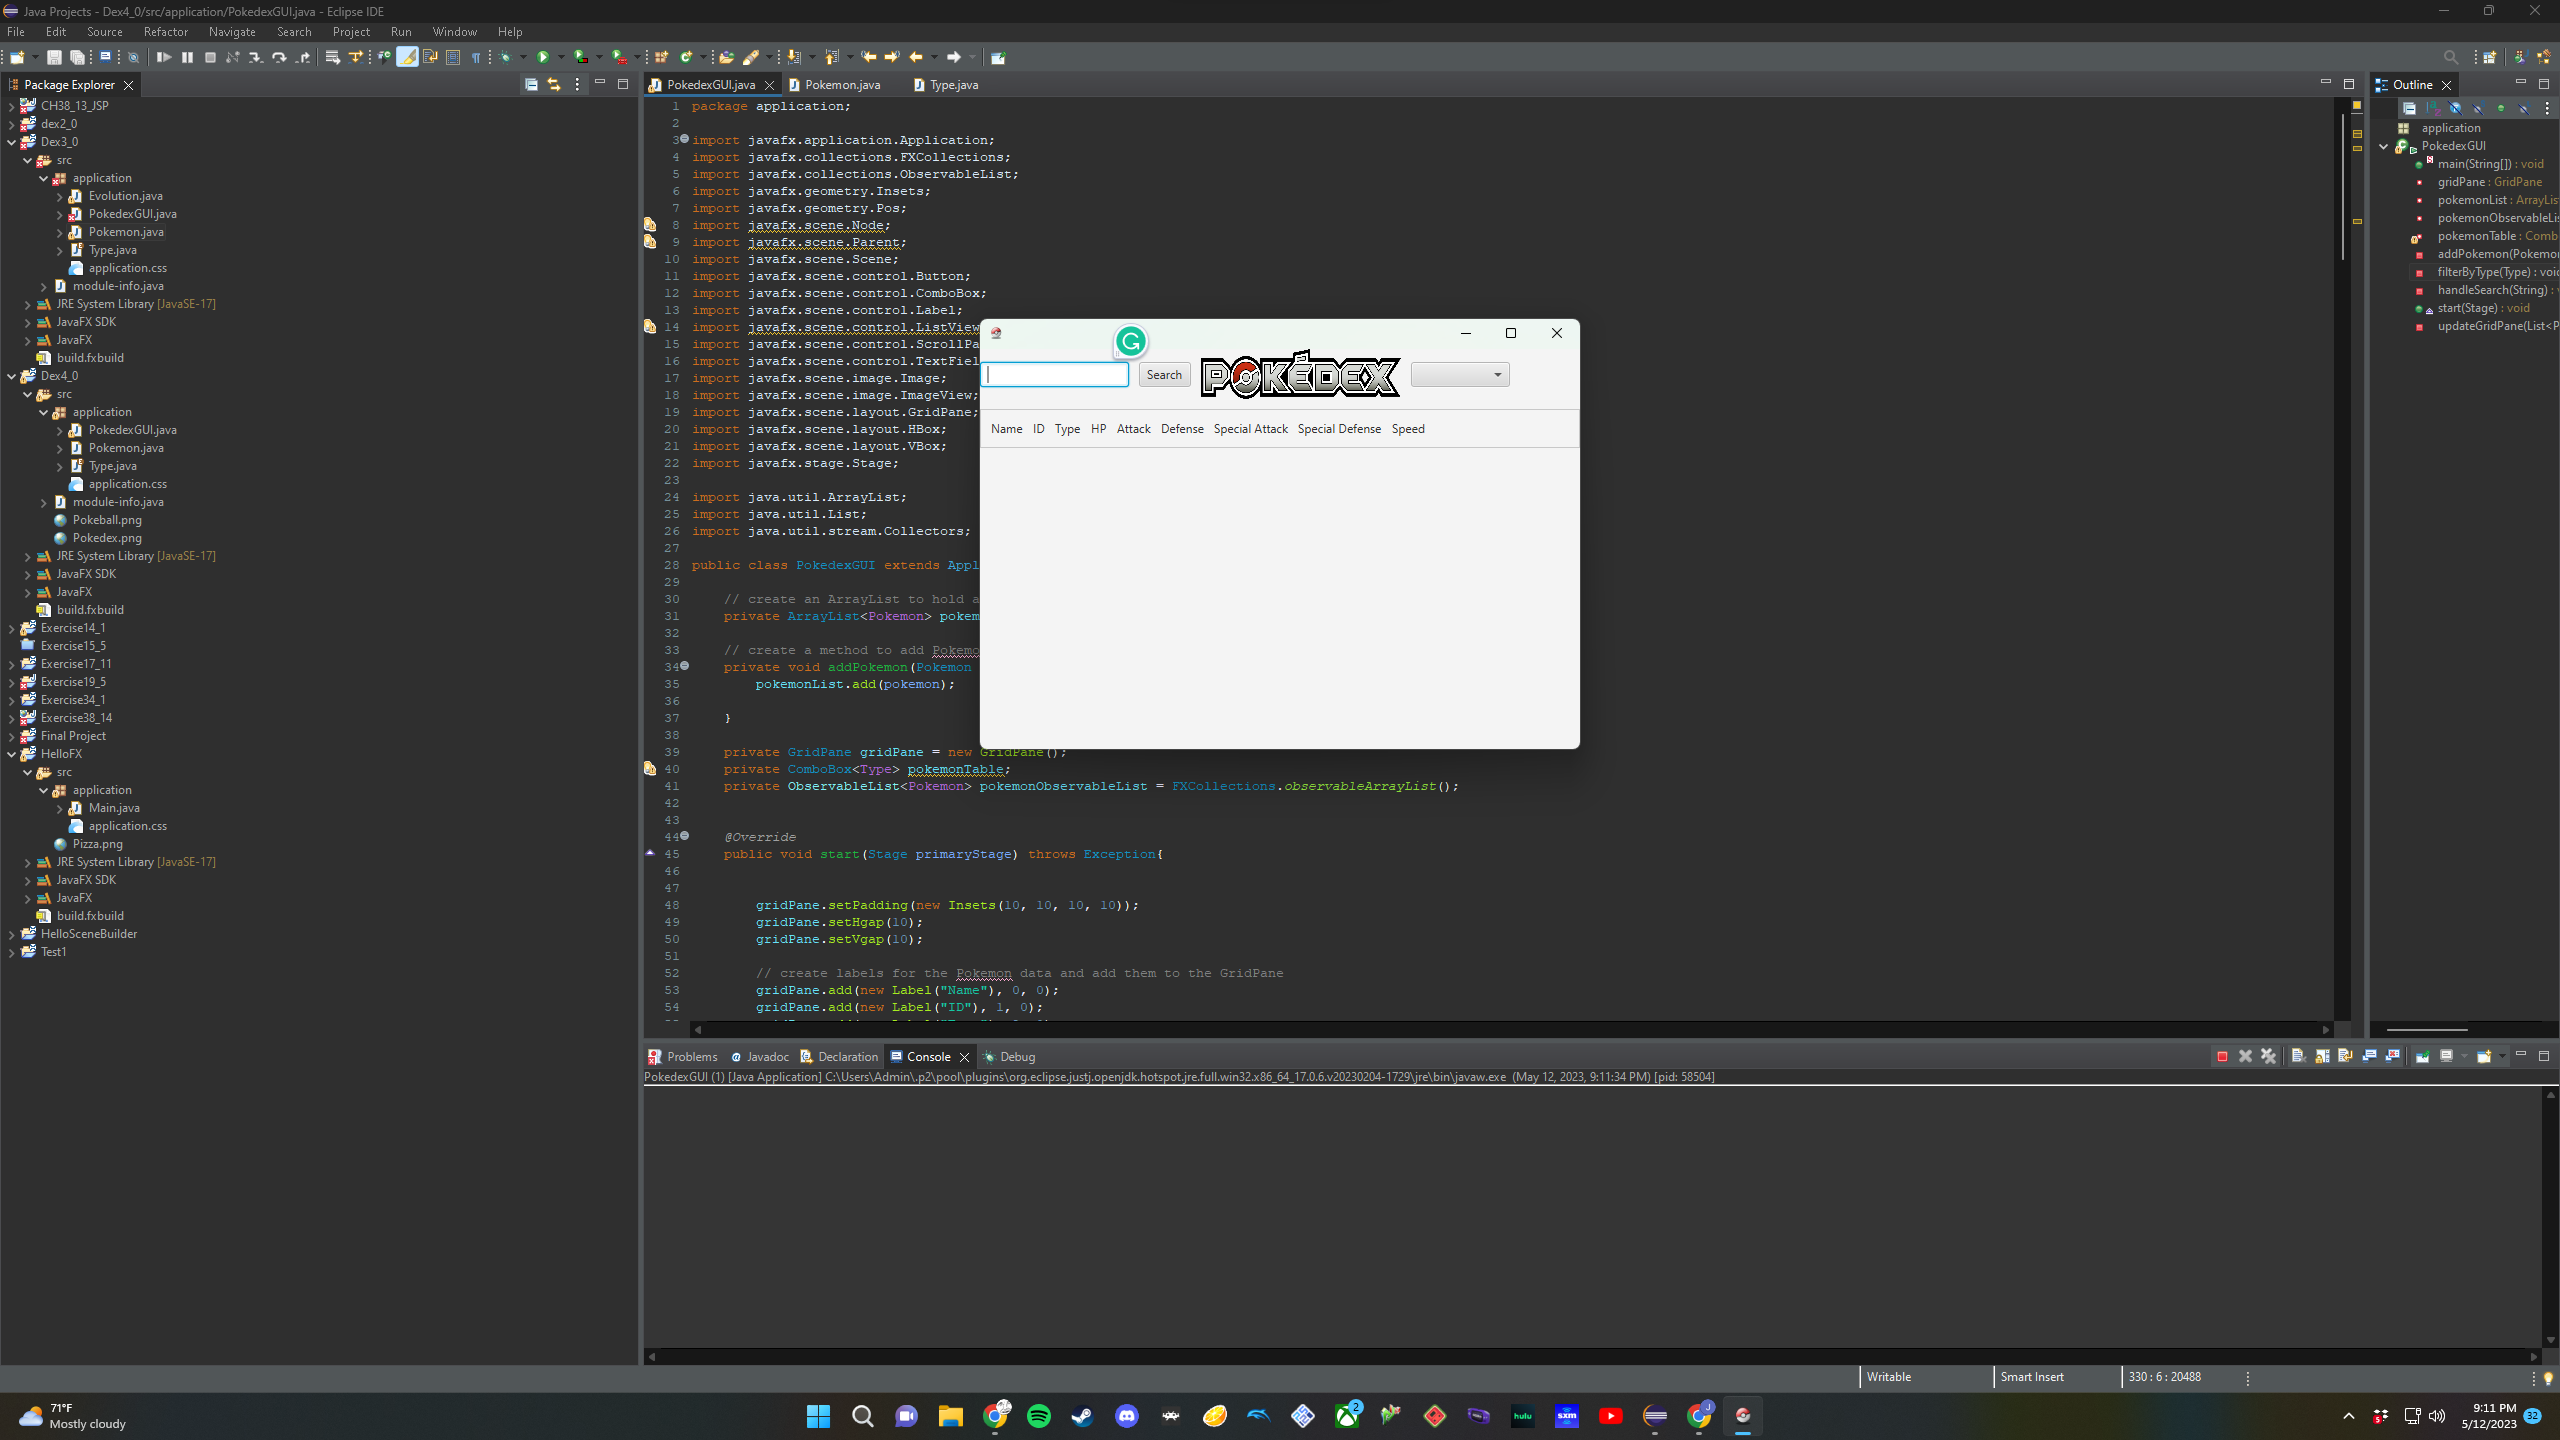 Java Projects - Dex4_0/src/application/PokedexGUI.java - Eclipse IDE
File Edit Source Refactor Navigate Search Project Run Window Help
Package Explorer
CH38_13_JSP
dex2_0
Dex3_0
src
application
Evolution.java
PokedexGUI.java
Pokemon.java
Type.java
application.css
module-info.java
JRE System Library [JavaSE-17]
JavaFX SDK
JavaFX
build.fxbuild
Dex4_0
src
application
PokedexGUI.java
Pokemon.java
Type.java
application.css
module-info.java
Pokeball.png
Pokedex.png
JRE System Library [JavaSE-17]
JavaFX SDK
JavaFX
build.fxbuild
Exercise14_1
Exercise15_5
Exercise17_11
Exercise19_5
Exercise34_1
Exercise38_14
Final Project
HelloFX
src
application
Main.java
application.css
Pizza.png
JRE System Library [JavaSE-17]
JavaFX SDK
JavaFX
build.fxbuild
HelloSceneBuilder
Test1
PokedexGUI.java Pokemon.java Type.java
1 package application;
2
3 import javafx.application.Application;
4 import javafx.collections.FXCollections;
5 import javafx.collections.ObservableList;
6 import javafx.geometry.Insets;
7 import javafx.geometry.Pos;
8 import javafx.scene.Node;
9 import javafx.scene.Parent;
10 import javafx.scene.Scene;
11 import javafx.scene.control.Button;
12 import javafx.scene.control.ComboBox;
13 import javafx.scene.control.Label;
14 import javafx.scene.control.ListView
15 import javafx.scene.control.ScrollPa
16 import javafx.scene.control.TextFiel
17 import javafx.scene.image.Image;
18 import javafx.scene.image.ImageView;
19 import javafx.scene.layout.GridPane;
20 import javafx.scene.layout.HBox;
21 import javafx.scene.layout.VBox;
22 import javafx.stage.Stage;
23
24 import java.util.ArrayList;
25 import java.util.List;
26 import java.util.stream.Collectors;
27
28 public class PokedexGUI extends Appl
29
30 // create an ArrayList to hold a
31 private ArrayList<Pokemon> pokem
32
33 // create a method to add Pokemo
34 private void addPokemon(Pokemon
35 pokemonList.add(pokemon);
36
37 }
38
39 private GridPane gridPane = new GridPane();
40 private ComboBox<Type> pokemonTable;
41 private ObservableList<Pokemon> pokemonObservableList = FXCollections.observableArrayList();
42
43
44 @Override
45 public void start(Stage primaryStage) throws Exception{
46
47
48 gridPane.setPadding(new Insets(10, 10, 10, 10));
49 gridPane.setHgap(10);
50 gridPane.setVgap(10);
51
52 // create labels for the Pokemon data and add them to the GridPane
53 gridPane.add(new Label("Name"), 0, 0);
54 gridPane.add(new Label("ID"), 1, 0);
Search POKÉDEX
Name ID Type HP Attack Defense Special Attack Special Defense Speed
Outline
application
PokedexGUI
main(String[]) : void
gridPane : GridPane
pokemonList : ArrayLis
pokemonObservableLi
pokemonTable : Comb
addPokemon(Pokemo
filterByType(Type) : voi
handleSearch(String) :
start(Stage) : void
updateGridPane(List<P
Problems Javadoc Declaration Console Debug
PokedexGUI (1) [Java Application] C:\Users\Admin\.p2\pool\plugins\org.eclipse.justj.openjdk.hotspot.jre.full.win32.x86_64_17.0.6.v20230204-1729\jre\bin\javaw.exe (May 12, 2023, 9:11:34 PM) [pid: 58504]
Writable Smart Insert 330 : 6 : 20488
71°F
Mostly cloudy
2
hulu
sxm
J
5
9:11 PM
5/12/2023
32